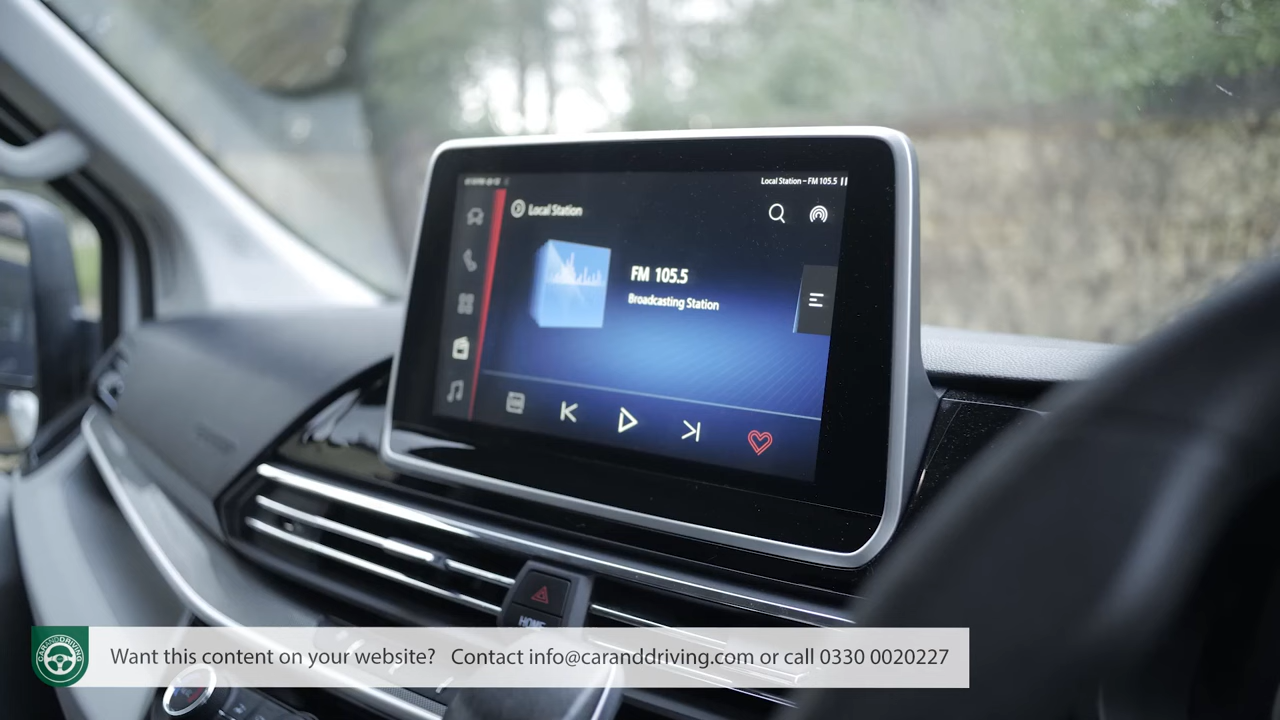 Local Station – FM 105.5
Local Station
FM 105.5
Broadcasting Station
HOME
CARANDDRIVING
Want this content on your website? Contact info@caranddriving.com or call 0330 0020227